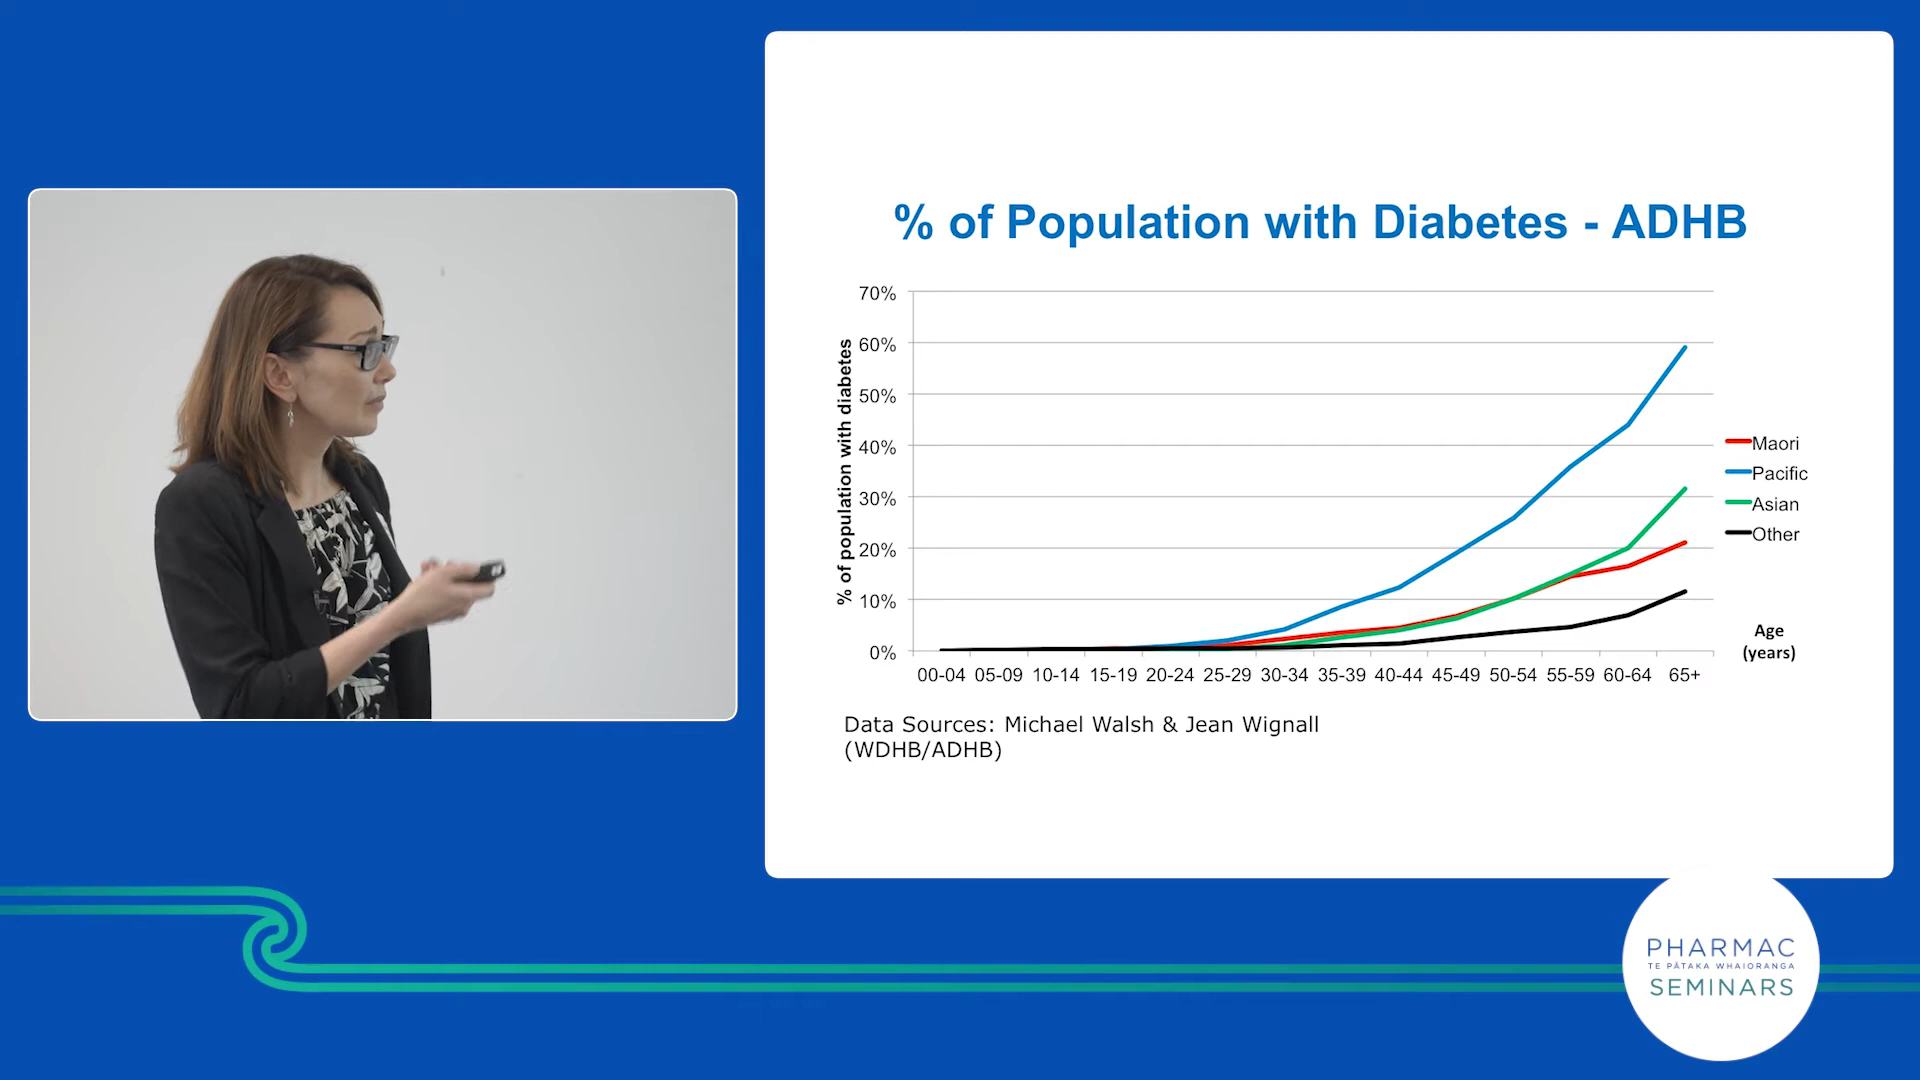 % of Population with Diabetes - ADHB
% of population with diabetes
70%
60%
50%
40%
30%
20%
10%
0%
00-04 05-09 10-14 15-19 20-24 25-29 30-34 35-39 40-44 45-49 50-54 55-59 60-64 65+
Maori
Pacific
Asian
Other
Age
(years)
Data Sources: Michael Walsh & Jean Wignall
(WDHB/ADHB)
PHARMAC
TE PĀTAKA WHAIORANGA
SEMINARS